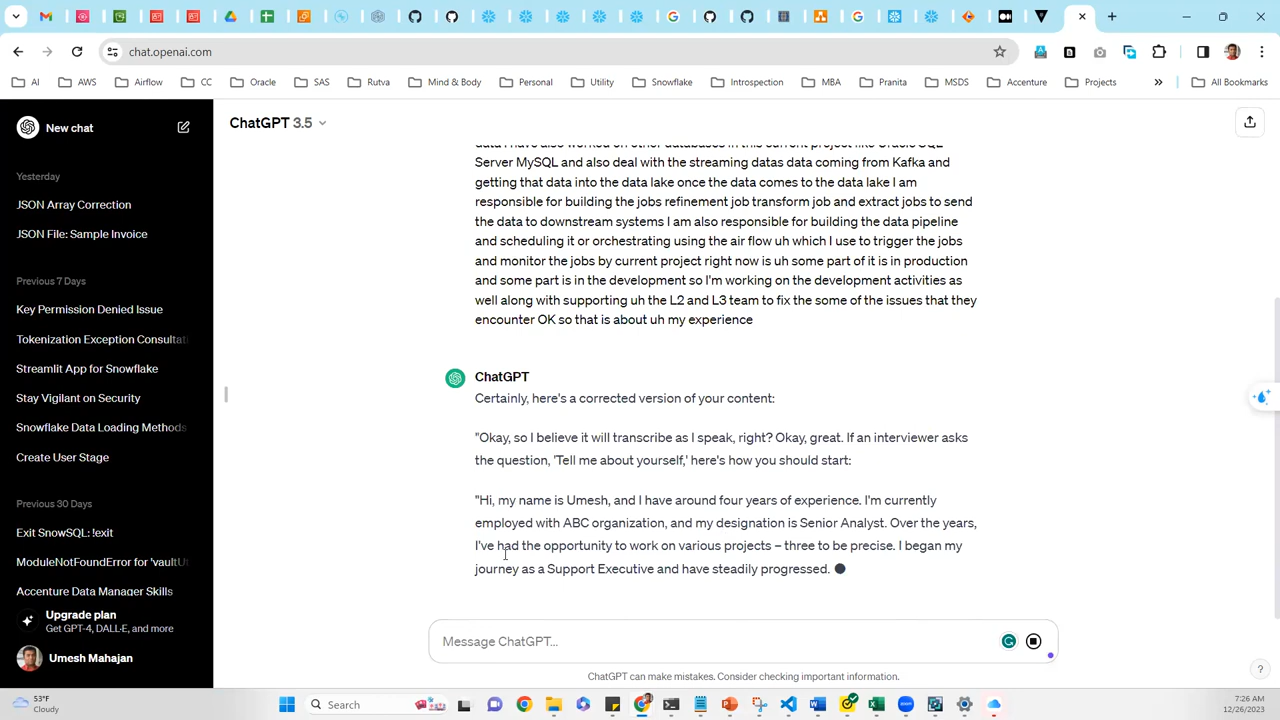 chat.openai.com
AI
AWS
Airflow
CC
Oracle
SAS
Rutva
Mind & Body
Personal
Utility
Snowflake
Introspection
MBA
Pranita
MSDS
Accenture
Projects
All Bookmarks
New chat
ChatGPT 3.5
Yesterday
JSON Array Correction
JSON File: Sample Invoice
Previous 7 Days
Key Permission Denied Issue
Tokenization Exception Consultat
Streamlit App for Snowflake
Stay Vigilant on Security
Snowflake Data Loading Methods
Create User Stage
Previous 30 Days
Exit SnowSQL: !exit
ModuleNotFoundError for 'vaultUt
Accenture Data Manager Skills
Upgrade plan
Get GPT-4, DALL·E, and more
Umesh Mahajan
data I have also worked on other databases in this current project like Oracle SQL
Server MySQL and also deal with the streaming datas data coming from Kafka and
getting that data into the data lake once the data comes to the data lake I am
responsible for building the jobs refinement job transform job and extract jobs to send
the data to downstream systems I am also responsible for building the data pipeline
and scheduling it or orchestrating using the air flow uh which I use to trigger the jobs
and monitor the jobs by current project right now is uh some part of it is in production
and some part is in the development so I'm working on the development activities as
well along with supporting uh the L2 and L3 team to fix the some of the issues that they
encounter OK so that is about uh my experience
ChatGPT
Certainly, here's a corrected version of your content:
"Okay, so I believe it will transcribe as I speak, right? Okay, great. If an interviewer asks
the question, 'Tell me about yourself,' here's how you should start:
"Hi, my name is Umesh, and I have around four years of experience. I'm currently
employed with ABC organization, and my designation is Senior Analyst. Over the years,
I've had the opportunity to work on various projects – three to be precise. I began my
journey as a Support Executive and have steadily progressed.
Message ChatGPT...
ChatGPT can make mistakes. Consider checking important information.
?
53°F
Cloudy
Search
7:26 AM
12/26/2023